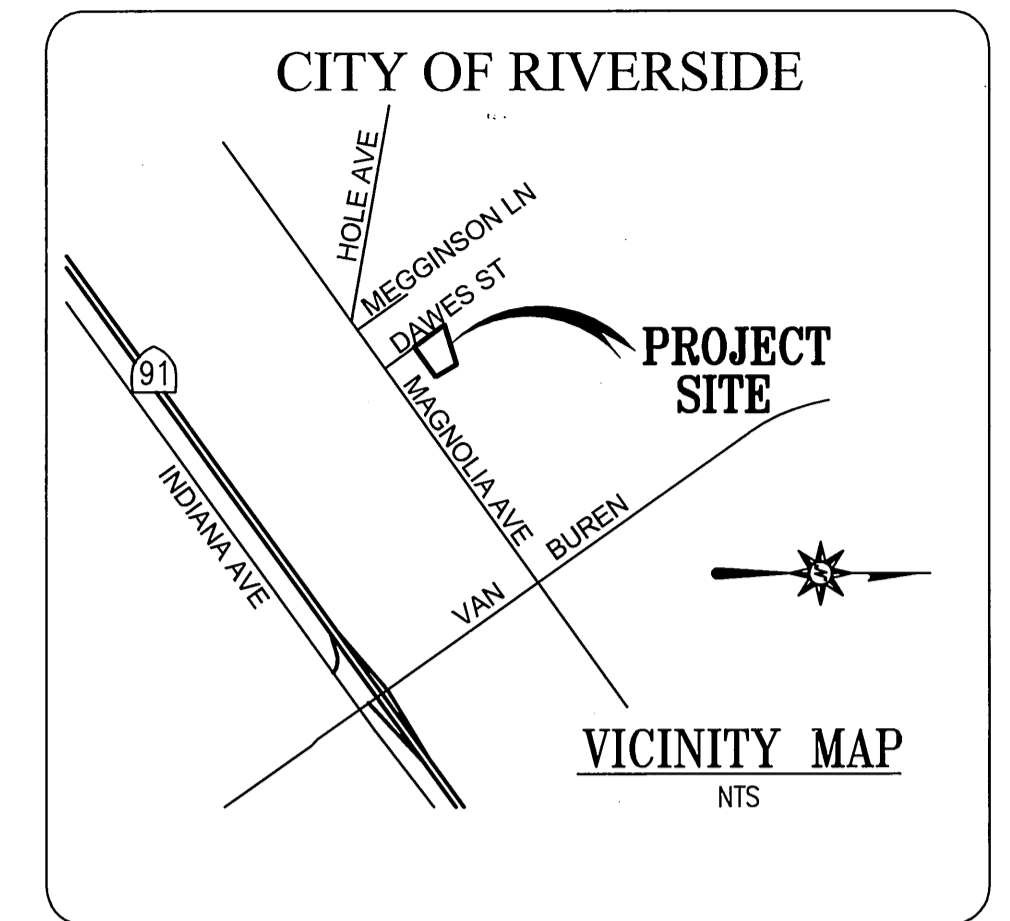 CITY OF RIVERSIDE
HOLE AVE
MEGGINSON LN
DAWES ST
PROJECT
SITE
91
MAGNOLIA AVE
INDIANA AVE
VAN BUREN
VICINITY MAP
NTS